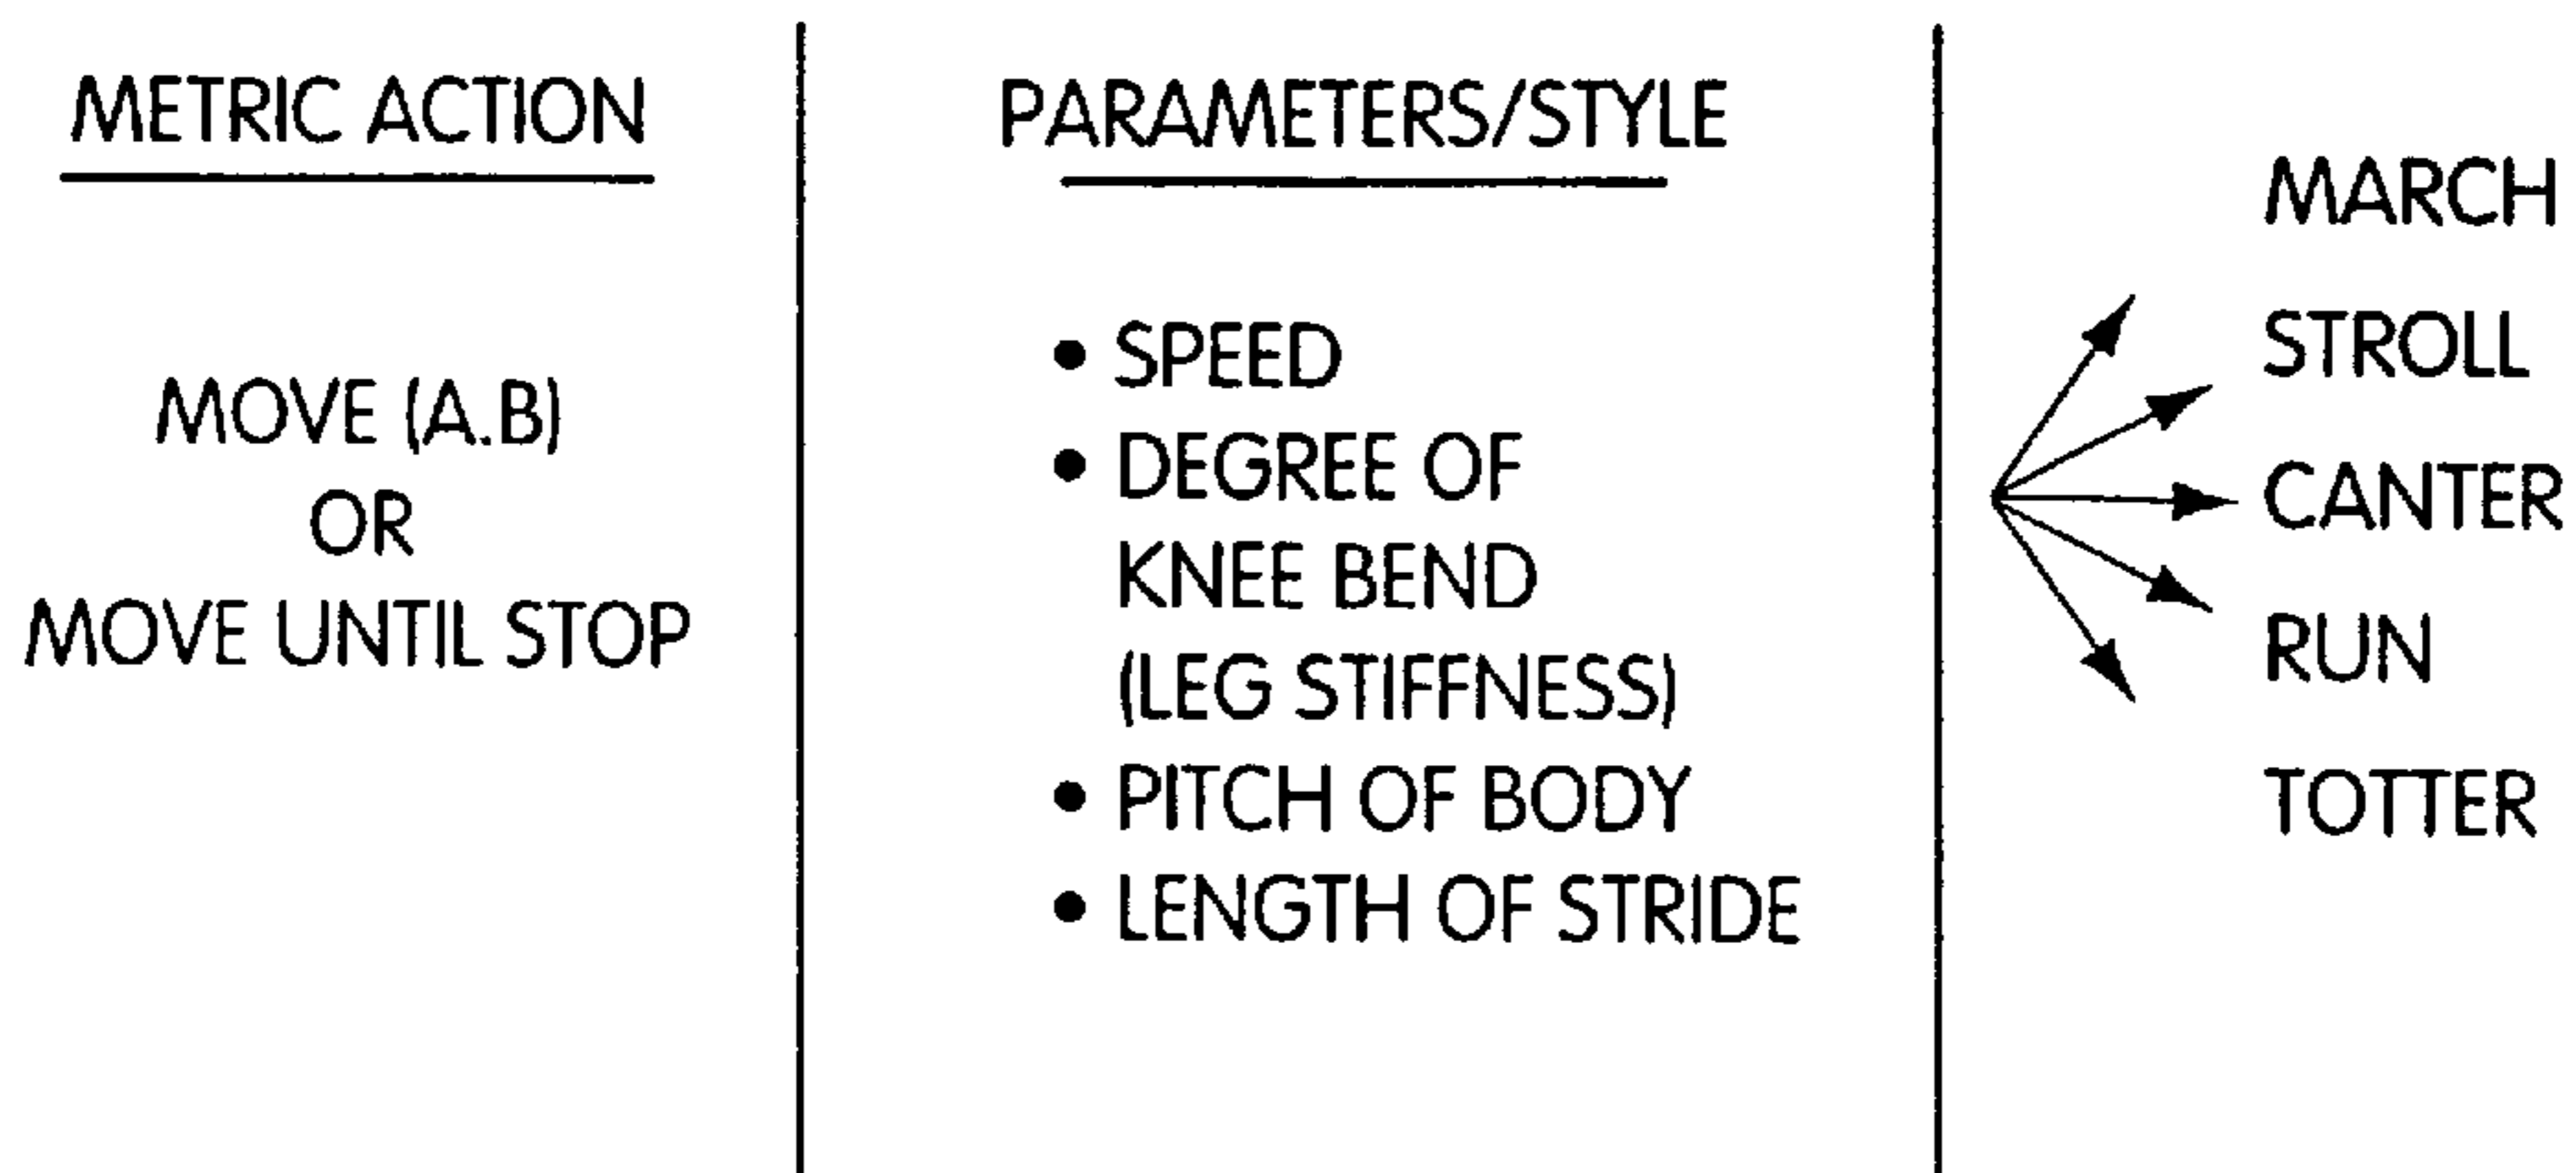 METRIC ACTION
MOVE (A.B)
OR
MOVE UNTIL STOP
PARAMETERS/STYLE
• SPEED
• DEGREE OF
KNEE BEND
(LEG STIFFNESS)
• PITCH OF BODY
• LENGTH OF STRIDE
MARCH
STROLL
CANTER
RUN
TOTTER